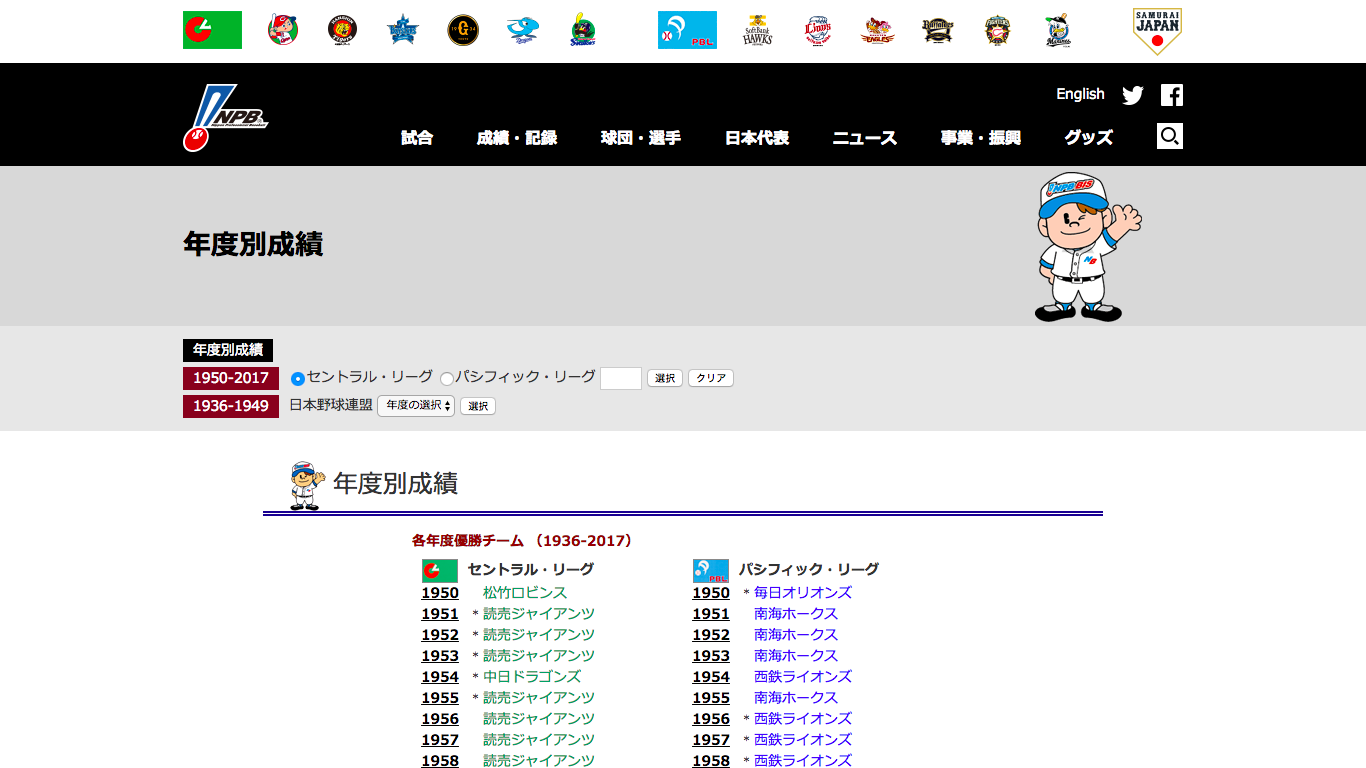 PBL
SoftBank
HAWKS
Lions
EAGLES
Buffaloes
FIGHTERS
Marines
SAMURAI
JAPAN
NPB
Nippon Professional Baseball
English
試合 成績・記録 球団・選手 日本代表 ニュース 事業・振興 グッズ
NPB BIS
NB
年度別成績
年度別成績
1950-2017 セントラル・リーグ パシフィック・リーグ 選択 クリア
1936-1949 日本野球連盟 年度の選択 選択
年度別成績
各年度優勝チーム (1936-2017)
セントラル・リーグ PBL パシフィック・リーグ
1950 松竹ロビンス 1950 * 毎日オリオンズ
1951 * 読売ジャイアンツ 1951 南海ホークス
1952 * 読売ジャイアンツ 1952 南海ホークス
1953 * 読売ジャイアンツ 1953 南海ホークス
1954 * 中日ドラゴンズ 1954 西鉄ライオンズ
1955 * 読売ジャイアンツ 1955 南海ホークス
1956 読売ジャイアンツ 1956 * 西鉄ライオンズ
1957 読売ジャイアンツ 1957 * 西鉄ライオンズ
1958 読売ジャイアンツ 1958 * 西鉄ライオンズ